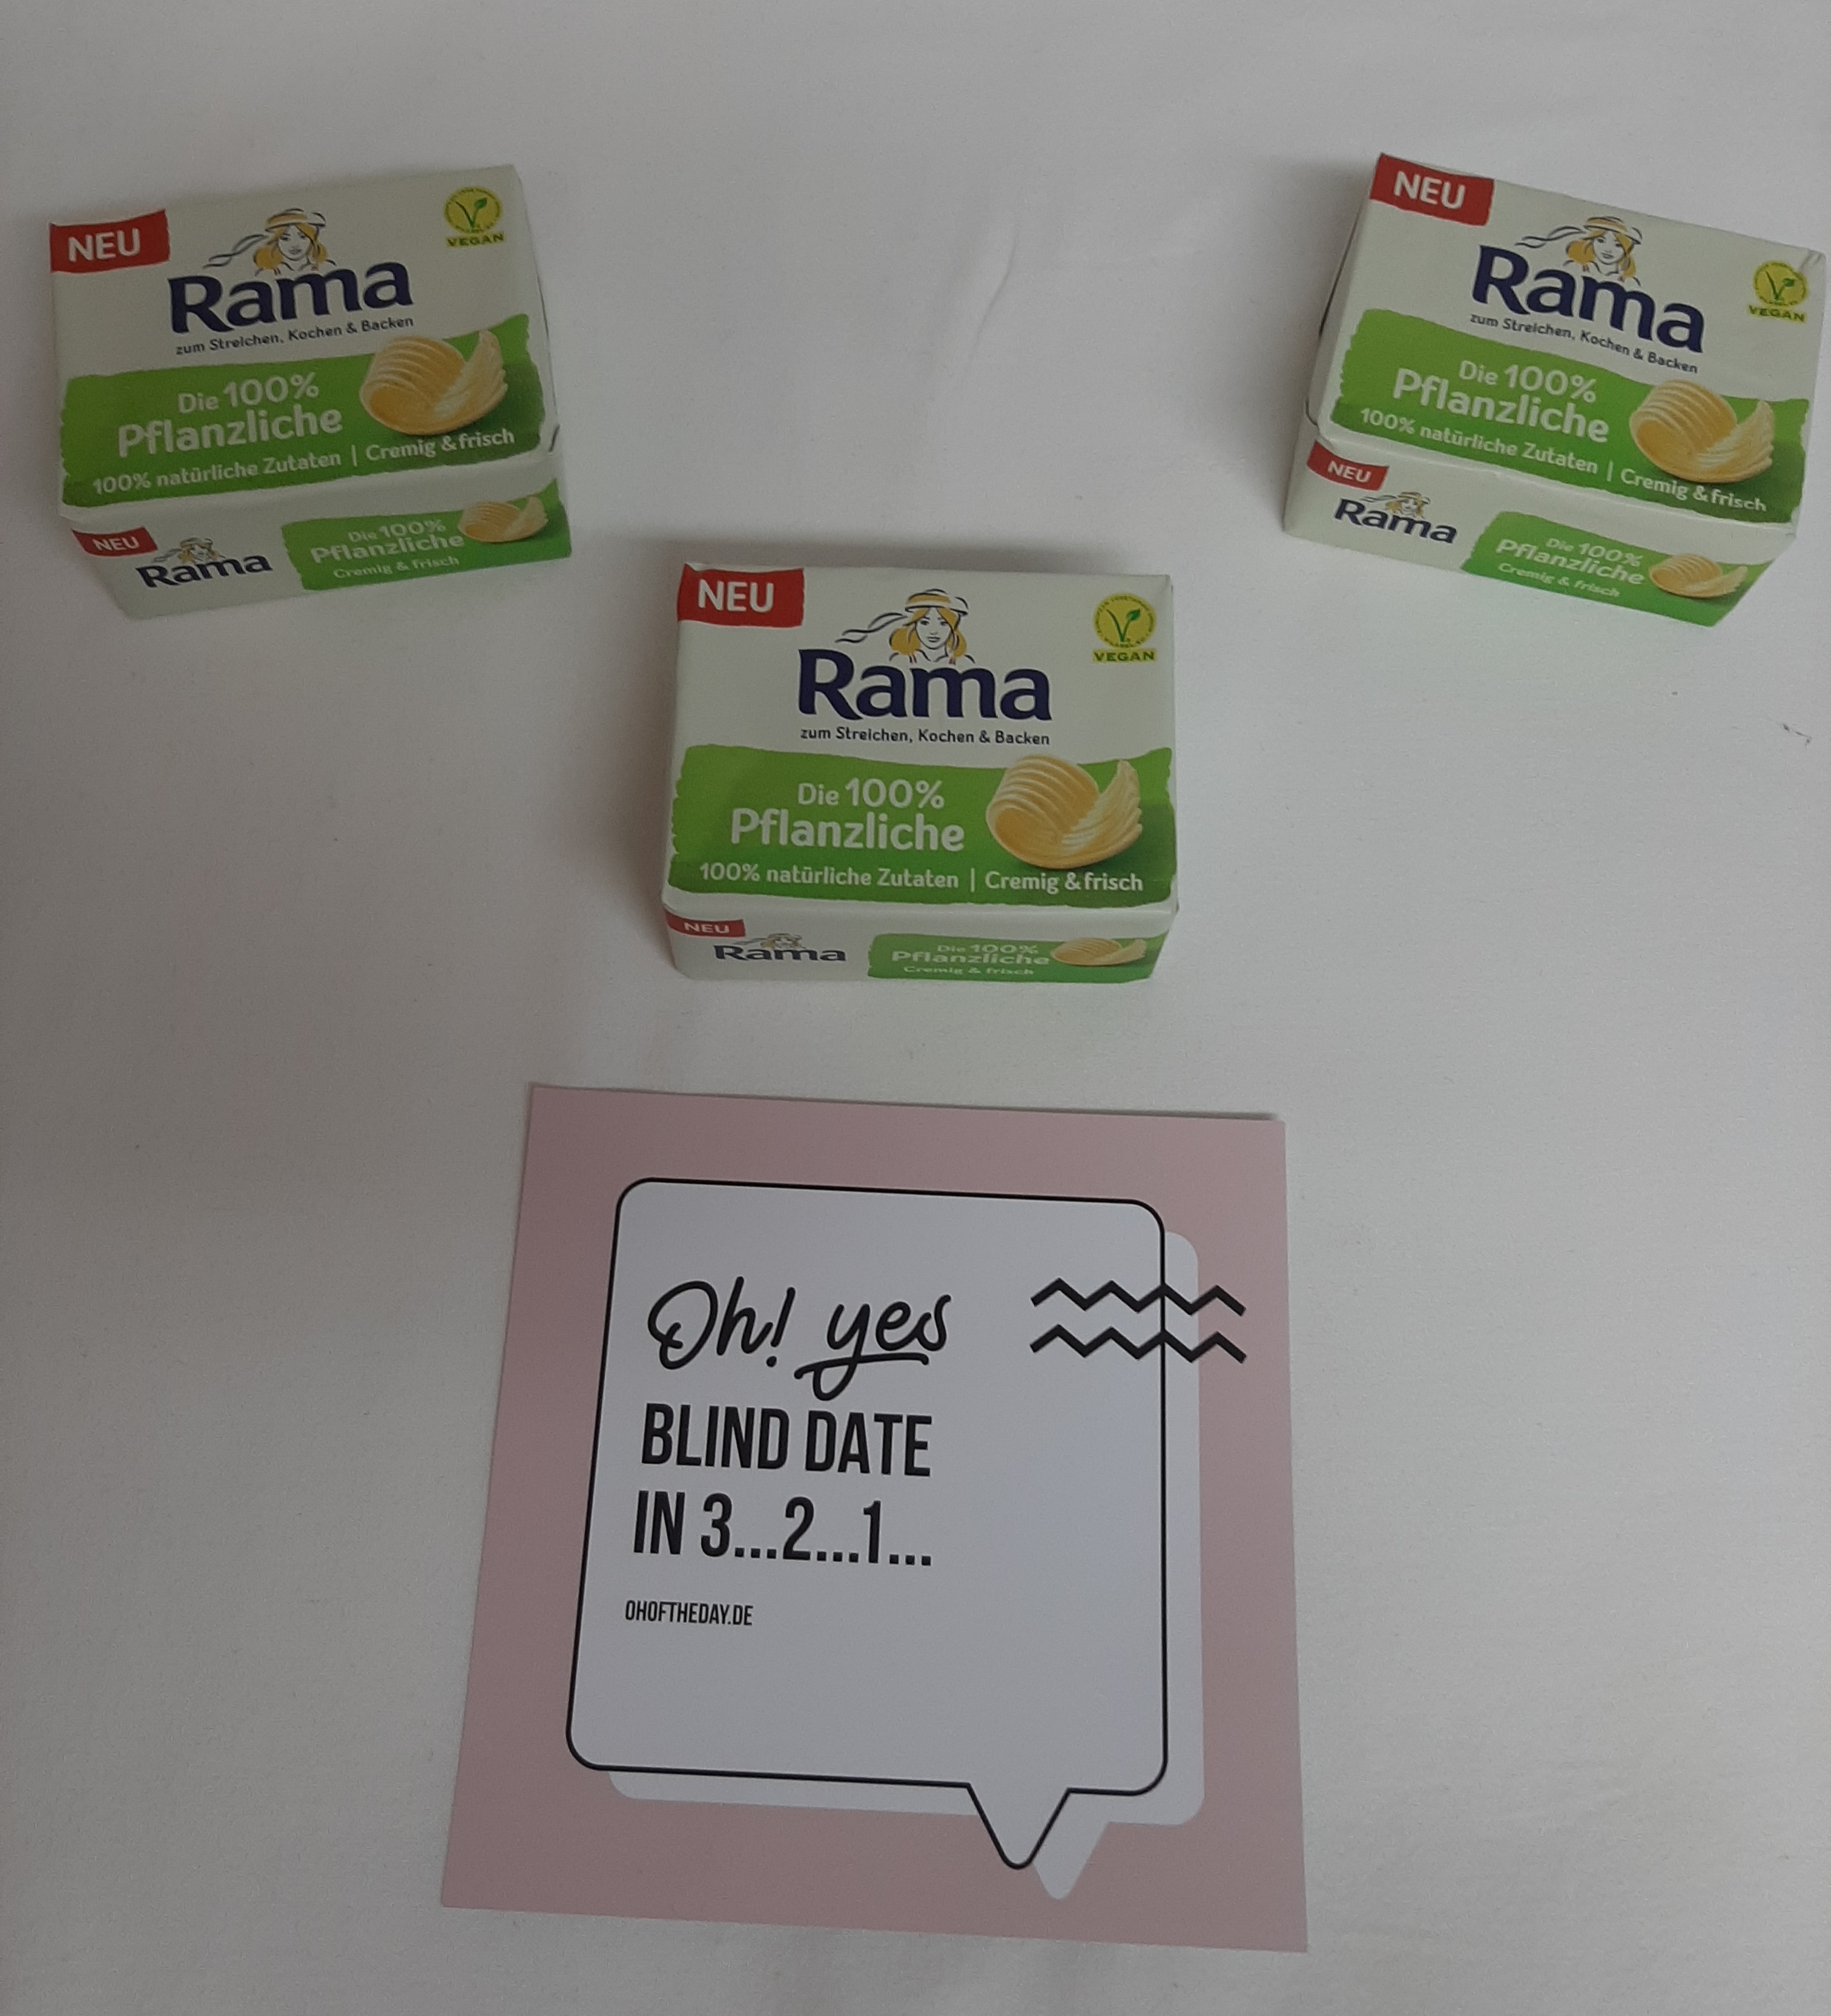 NEU
VEGAN
Rama
zum Streichen, Kochen & Backen
Die 100%
Pflanzliche
100% natürliche Zutaten | Cremig & frisch
NEU
Rama
Die 100%
Pflanzliche
Cremig & frisch
NEU
VEGAN
Rama
zum Streichen, Kochen & Backen
Die 100%
Pflanzliche
100% natürliche Zutaten | Cremig & frisch
NEU
Rama
Die 100%
Pflanzliche
Cremig & frisch
NEU
VEGAN
Rama
zum Streichen, Kochen & Backen
Die 100%
Pflanzliche
100% natürliche Zutaten | Cremig & frisch
NEU
Rama
Die 100%
Pflanzliche
Cremig & frisch
Oh! yes
BLIND DATE
IN 3...2...1...
OHOFTHEDAY.DE